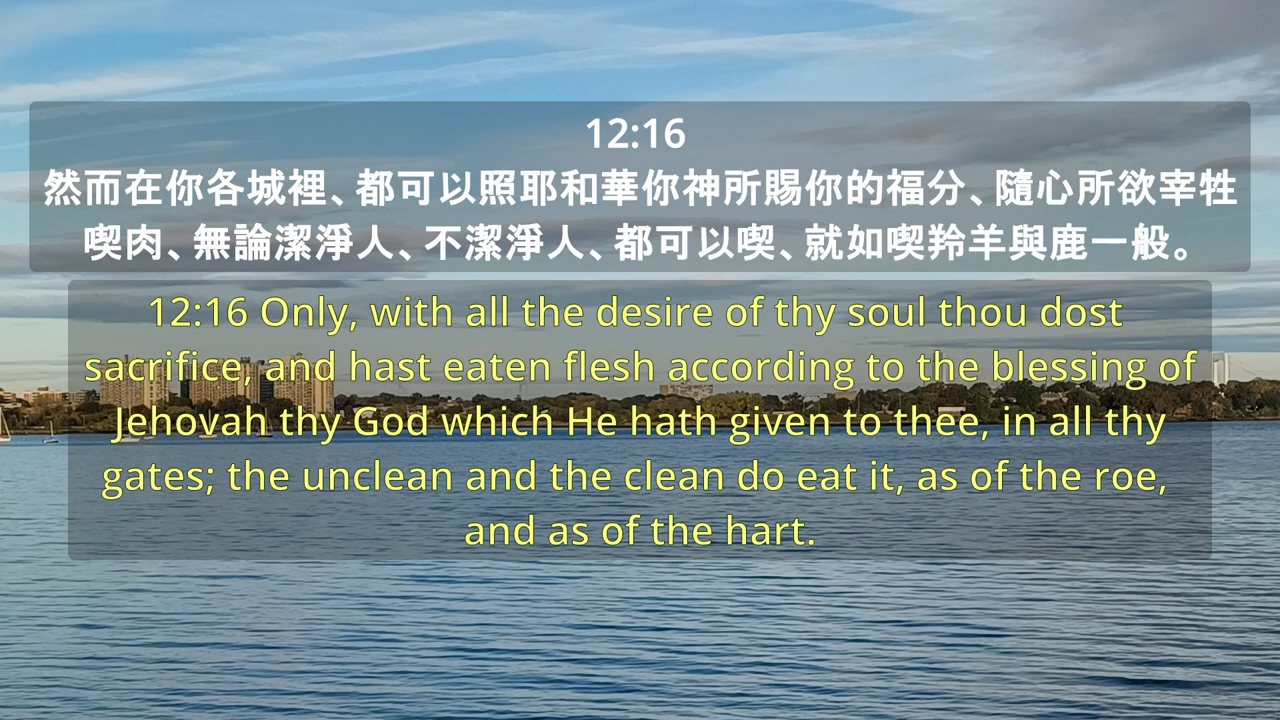 12:16
然而在你各城裡、都可以照耶和華你神所賜你的福分、隨心所欲宰牲
喫肉、無論潔淨人、不潔淨人、都可以喫、就如喫羚羊與鹿一般。
12:16 Only, with all the desire of thy soul thou dost
sacrifice, and hast eaten flesh according to the blessing of
Jehovah thy God which He hath given to thee, in all thy
gates; the unclean and the clean do eat it, as of the roe,
and as of the hart.